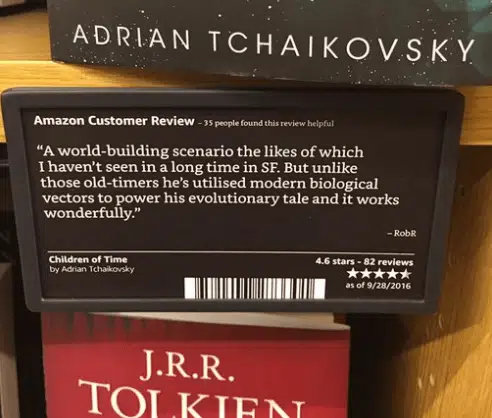 ADRIAN TCHAIKOVSKY
Amazon Customer Review – 35 people found this review helpful
“A world-building scenario the likes of which
I haven’t seen in a long time in SF. But unlike
those old-timers he’s utilised modern biological
vectors to power his evolutionary tale and it works
wonderfully.”
– RobR
Children of Time
by Adrian Tchaikovsky
4.6 stars - 82 reviews
★★★★★
as of 9/28/2016
J.R.R.
TOLKIEN